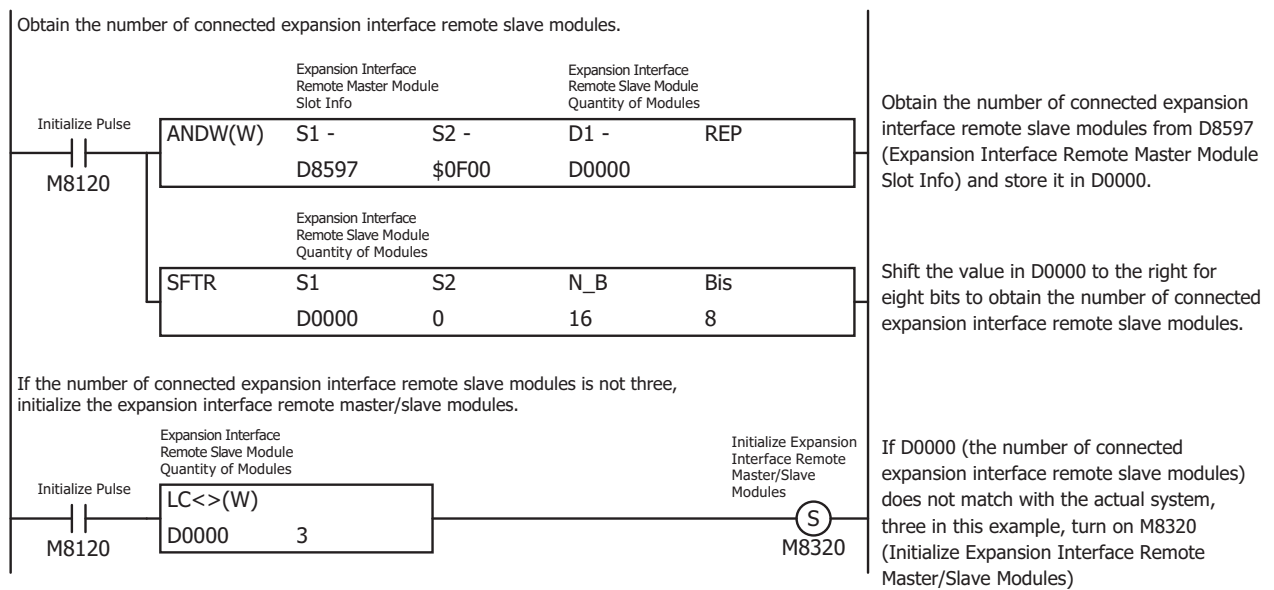 Obtain the number of connected expansion interface remote slave modules.
Expansion Interface
Remote Master Module
Slot Info
Expansion Interface
Remote Slave Module
Quantity of Modules
Initialize Pulse
M8120
ANDW(W) S1 - S2 - D1 - REP
D8597 $0F00 D0000
Obtain the number of connected expansion
interface remote slave modules from D8597
(Expansion Interface Remote Master Module
Slot Info) and store it in D0000.
Expansion Interface
Remote Slave Module
Quantity of Modules
SFTR S1 S2 N_B Bis
D0000 0 16 8
Shift the value in D0000 to the right for
eight bits to obtain the number of connected
expansion interface remote slave modules.
If the number of connected expansion interface remote slave modules is not three,
initialize the expansion interface remote master/slave modules.
Expansion Interface
Remote Slave Module
Quantity of Modules
Initialize Pulse
M8120
LC<>(W)
D0000 3
Initialize Expansion
Interface Remote
Master/Slave
Modules
S
M8320
If D0000 (the number of connected
expansion interface remote slave modules)
does not match with the actual system,
three in this example, turn on M8320
(Initialize Expansion Interface Remote
Master/Slave Modules)